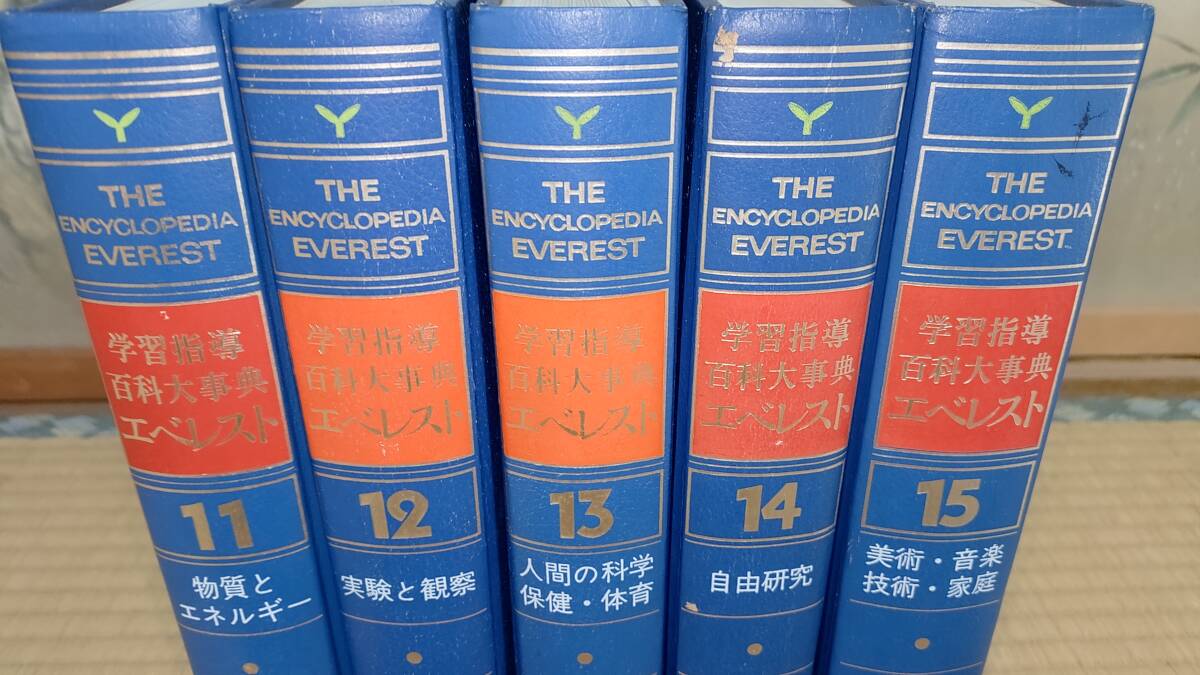 THE
ENCYCLOPEDIA
EVEREST
学習指導
百科大事典
エベレスト
11
物質と
エネルギー
THE
ENCYCLOPEDIA
EVEREST
学習指導
百科大事典
エベレスト
12
実験と観察
THE
ENCYCLOPEDIA
EVEREST
学習指導
百科大事典
エベレスト
13
人間の科学
保健・体育
THE
ENCYCLOPEDIA
EVEREST
学習指導
百科大事典
エベレスト
14
自由研究
THE
ENCYCLOPEDIA
EVEREST
学習指導
百科大事典
エベレスト
15
美術・音楽
技術・家庭